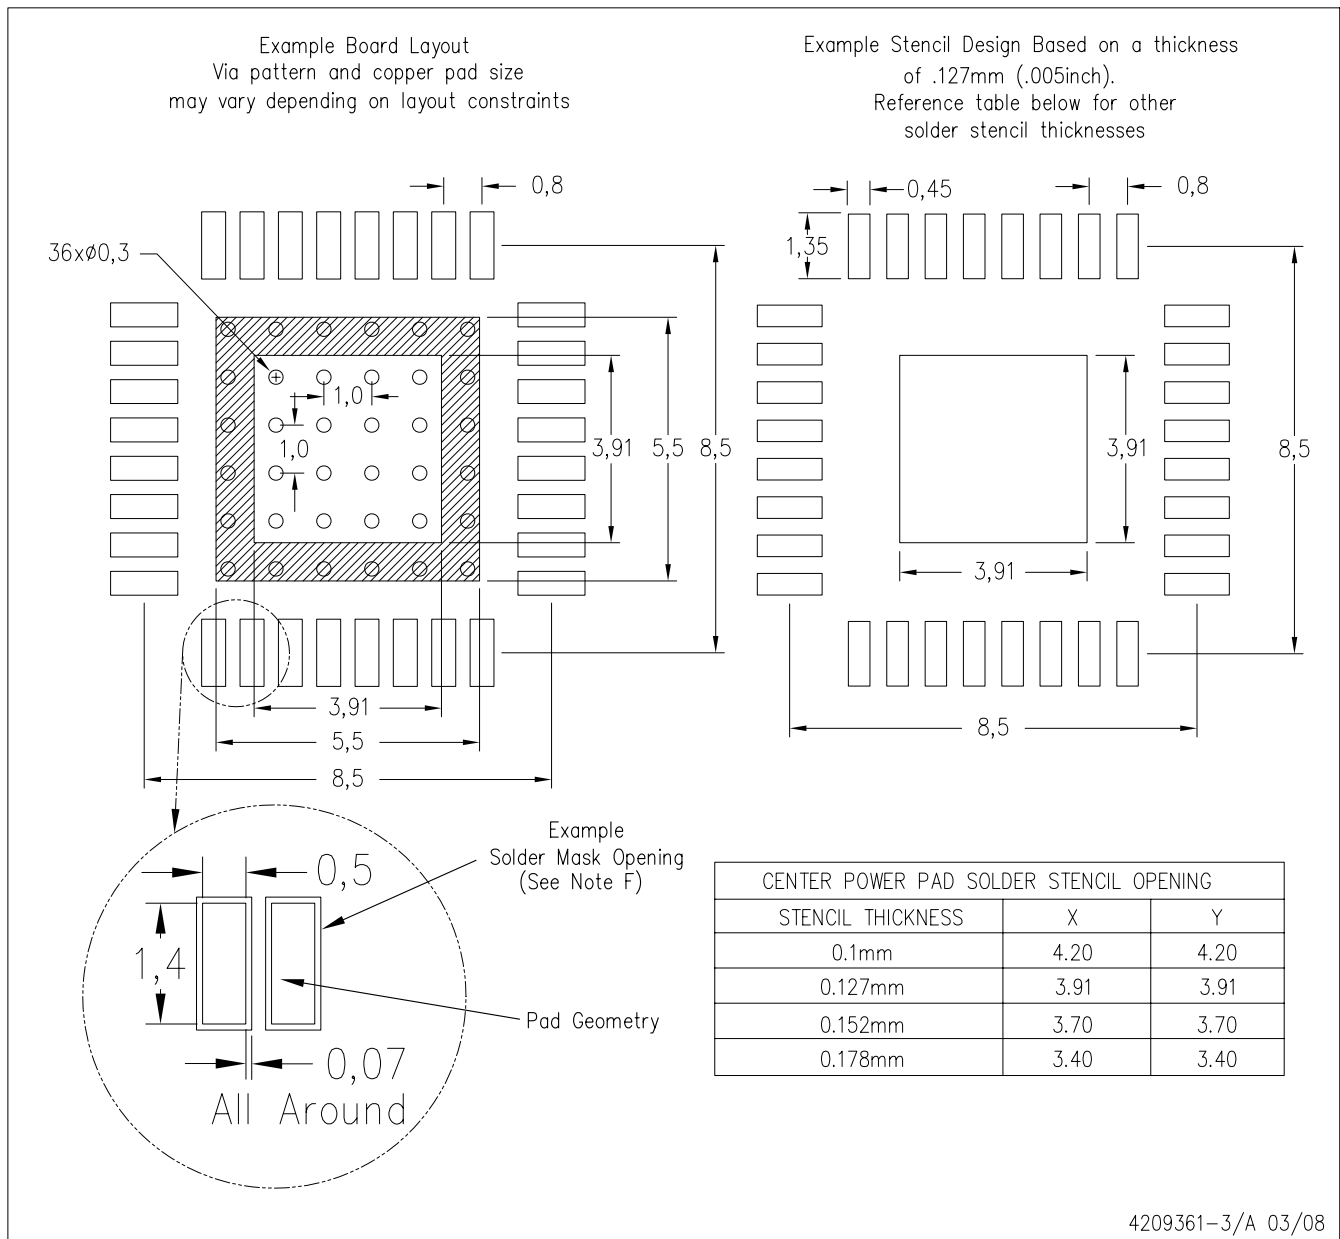 Example Board Layout
Via pattern and copper pad size
may vary depending on layout constraints
Example Stencil Design Based on a thickness
of .127mm (.005inch).
Reference table below for other
solder stencil thicknesses
0,8
36xø0,3
1,0
1,0
3,91
5,5
8,5
3,91
5,5
8,5
0,45
0,8
1,35
3,91
8,5
3,91
8,5
0,5
1,4
0,07
All Around
Example
Solder Mask Opening
(See Note F)
Pad Geometry
CENTER POWER PAD SOLDER STENCIL OPENING
STENCIL THICKNESS X Y
0.1mm 4.20 4.20
0.127mm 3.91 3.91
0.152mm 3.70 3.70
0.178mm 3.40 3.40
4209361-3/A 03/08